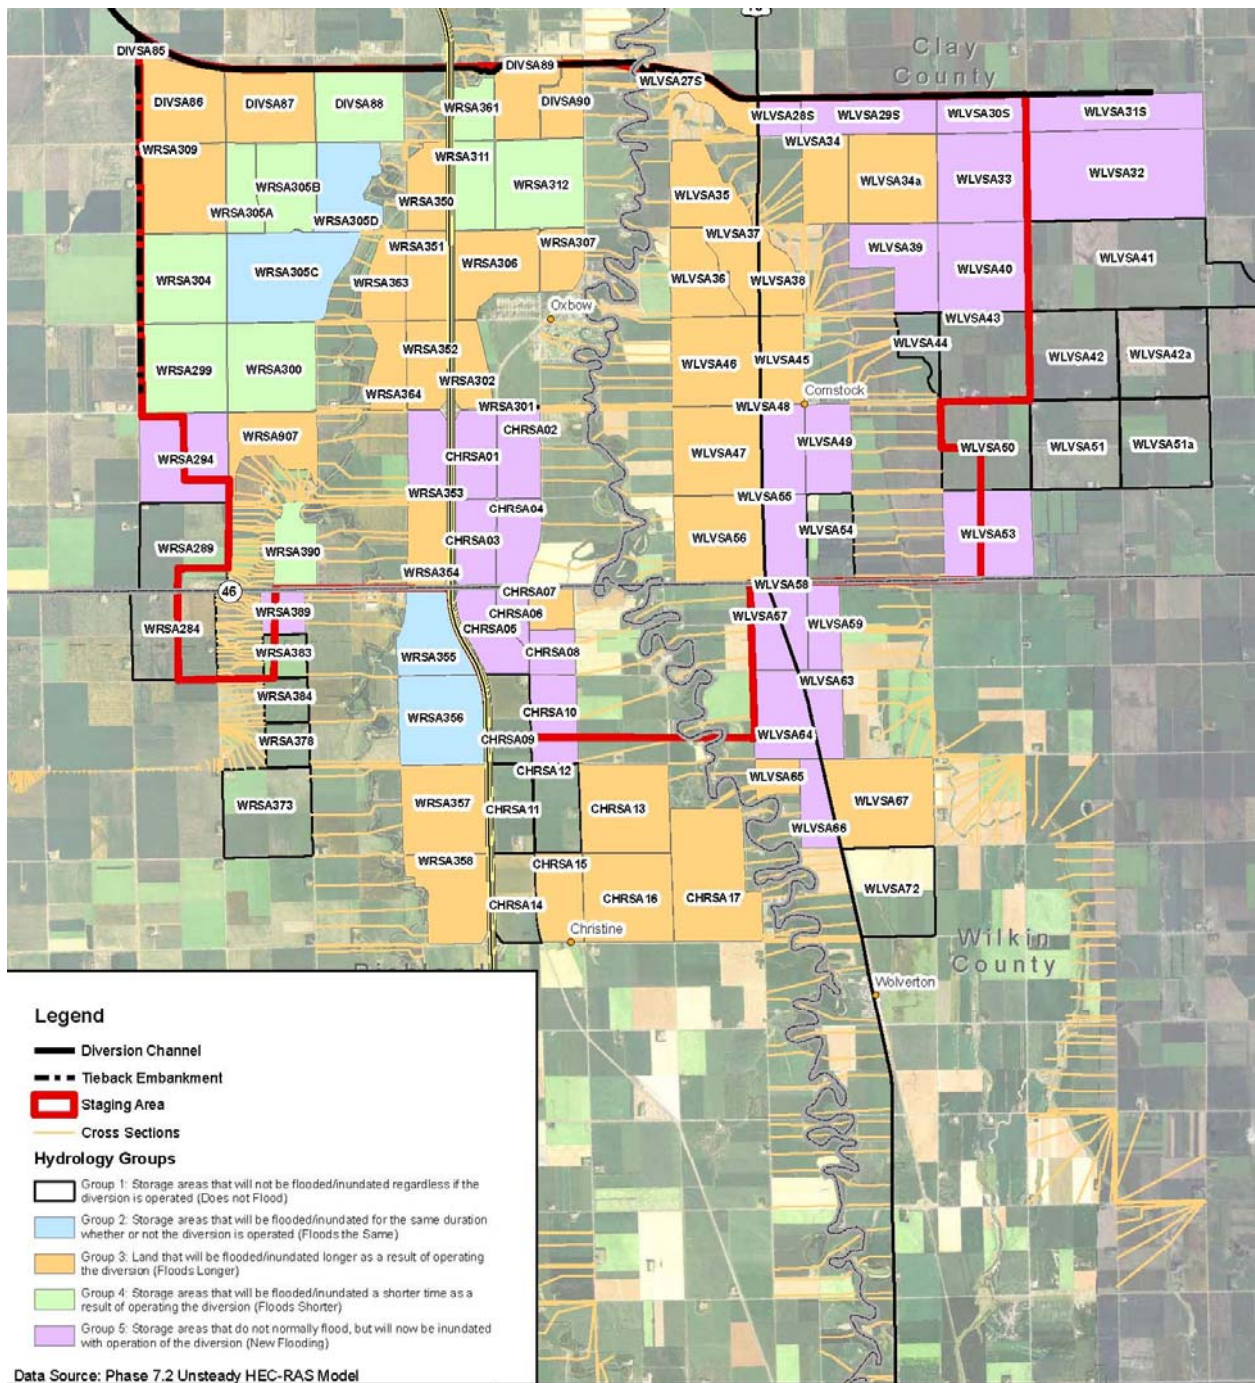 10
Clay
County
DIVSA85
DIVSA89
WLVSA27S
DIVSA86
DIVSA87
DIVSA88
WRSA361
DIVSA90
WLVSA28S
WLVSA29S
WLVSA30S
WLVSA31S
WRSA309
WRSA311
WLVSA34
WRSA305B
WRSA312
WLVSA34a
WLVSA33
WLVSA32
WRSA305A
WRSA305D
WRSA350
WLVSA35
WRSA351
WRSA307
WLVSA37
WLVSA39
WRSA304
WRSA305C
WRSA363
WRSA306
WLVSA36
WLVSA38
WLVSA40
WLVSA41
Oxbow
WLVSA43
WRSA299
WRSA300
WRSA352
WLVSA46
WLVSA45
WLVSA44
WLVSA42
WLVSA42a
WRSA364
WRSA302
Comstock
WRSA301
WLVSA48
WRSA907
CHRSA02
WRSA294
CHRSA01
WLVSA47
WLVSA49
WLVSA50
WLVSA51
WLVSA51a
WRSA353
CHRSA04
WLVSA55
WRSA289
WRSA390
CHRSA03
WLVSA56
WLVSA54
WLVSA53
WRSA354
CHRSA07
WLVSA58
46
WRSA389
CHRSA06
WLVSA57
WRSA284
CHRSA05
WLVSA59
WRSA383
WRSA355
CHRSA08
WRSA384
WLVSA63
WRSA356
CHRSA10
WRSA378
CHRSA09
WLVSA64
CHRSA12
WLVSA65
WRSA373
WRSA357
CHRSA11
CHRSA13
WLVSA67
WLVSA66
WRSA358
CHRSA15
WLVSA72
CHRSA14
CHRSA16
CHRSA17
Christine
Wilkin
County
Wolverton
Legend
Diversion Channel
Tieback Embankment
Staging Area
Cross Sections
Hydrology Groups
Group 1: Storage areas that will not be flooded/inundated regardless if the
diversion is operated (Does not Flood)
Group 2: Storage areas that will be flooded/inundated for the same duration
whether or not the diversion is operated (Floods the Same)
Group 3: Land that will be flooded/inundated longer as a result of operating
the diversion (Floods Longer)
Group 4: Storage areas that will be flooded/inundated a shorter time as a
result of operating the diversion (Floods Shorter)
Group 5: Storage areas that do not normally flood, but will now be inundated
with operation of the diversion (New Flooding)
Data Source: Phase 7.2 Unsteady HEC-RAS Model